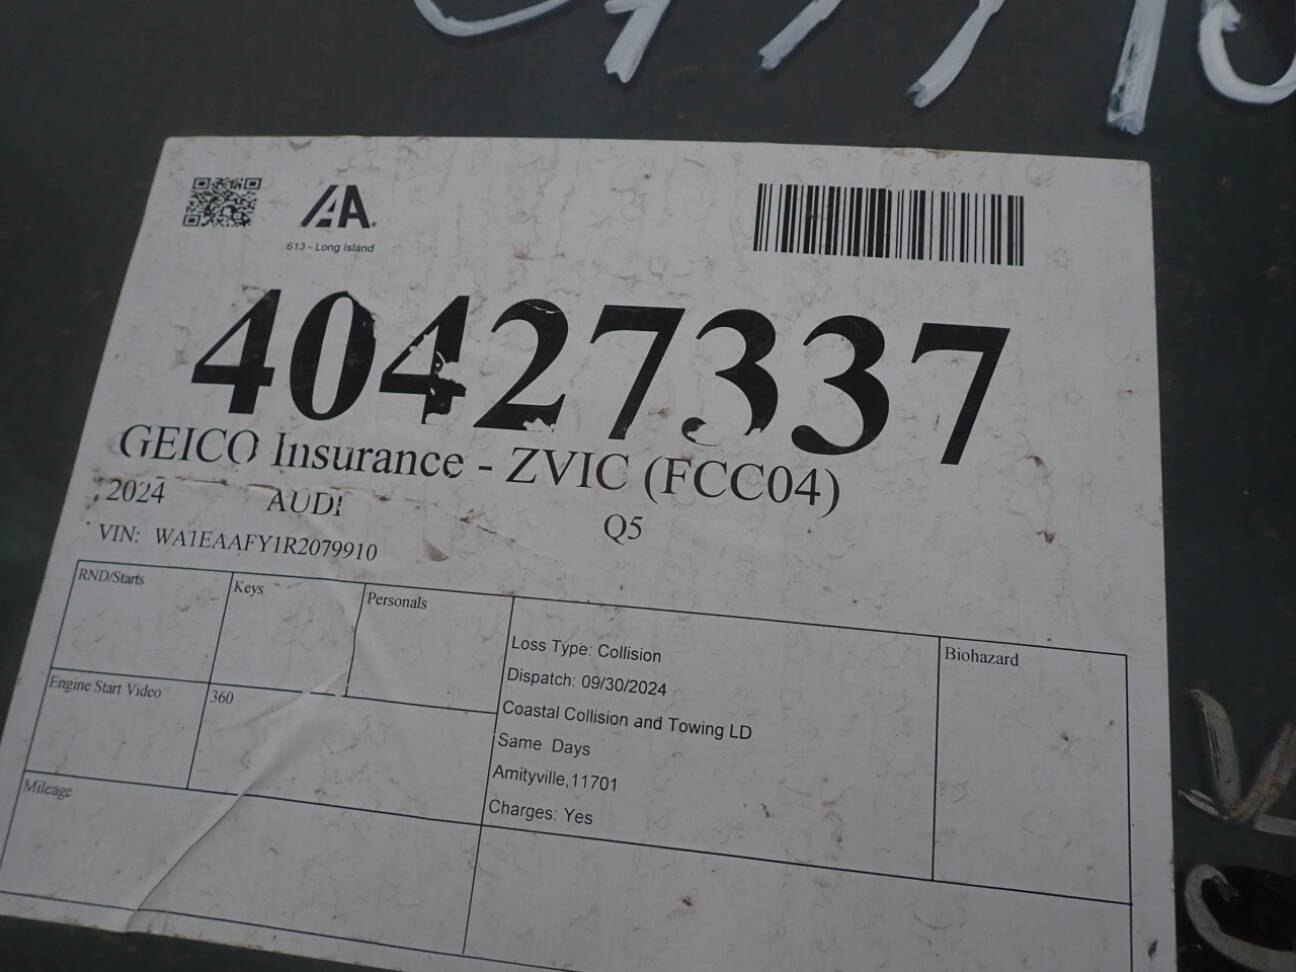 IAA
613 - Long Island
40427337
GEICO Insurance - ZVIC (FCC04)
2024 AUDI Q5
VIN: WA1EAAFY1R2079910
RND/Starts
Keys
Personals
Engine Start Video
360
Mileage
Loss Type: Collision
Dispatch: 09/30/2024
Coastal Collision and Towing LD
Same Days
Amityville,11701
Charges: Yes
Biohazard